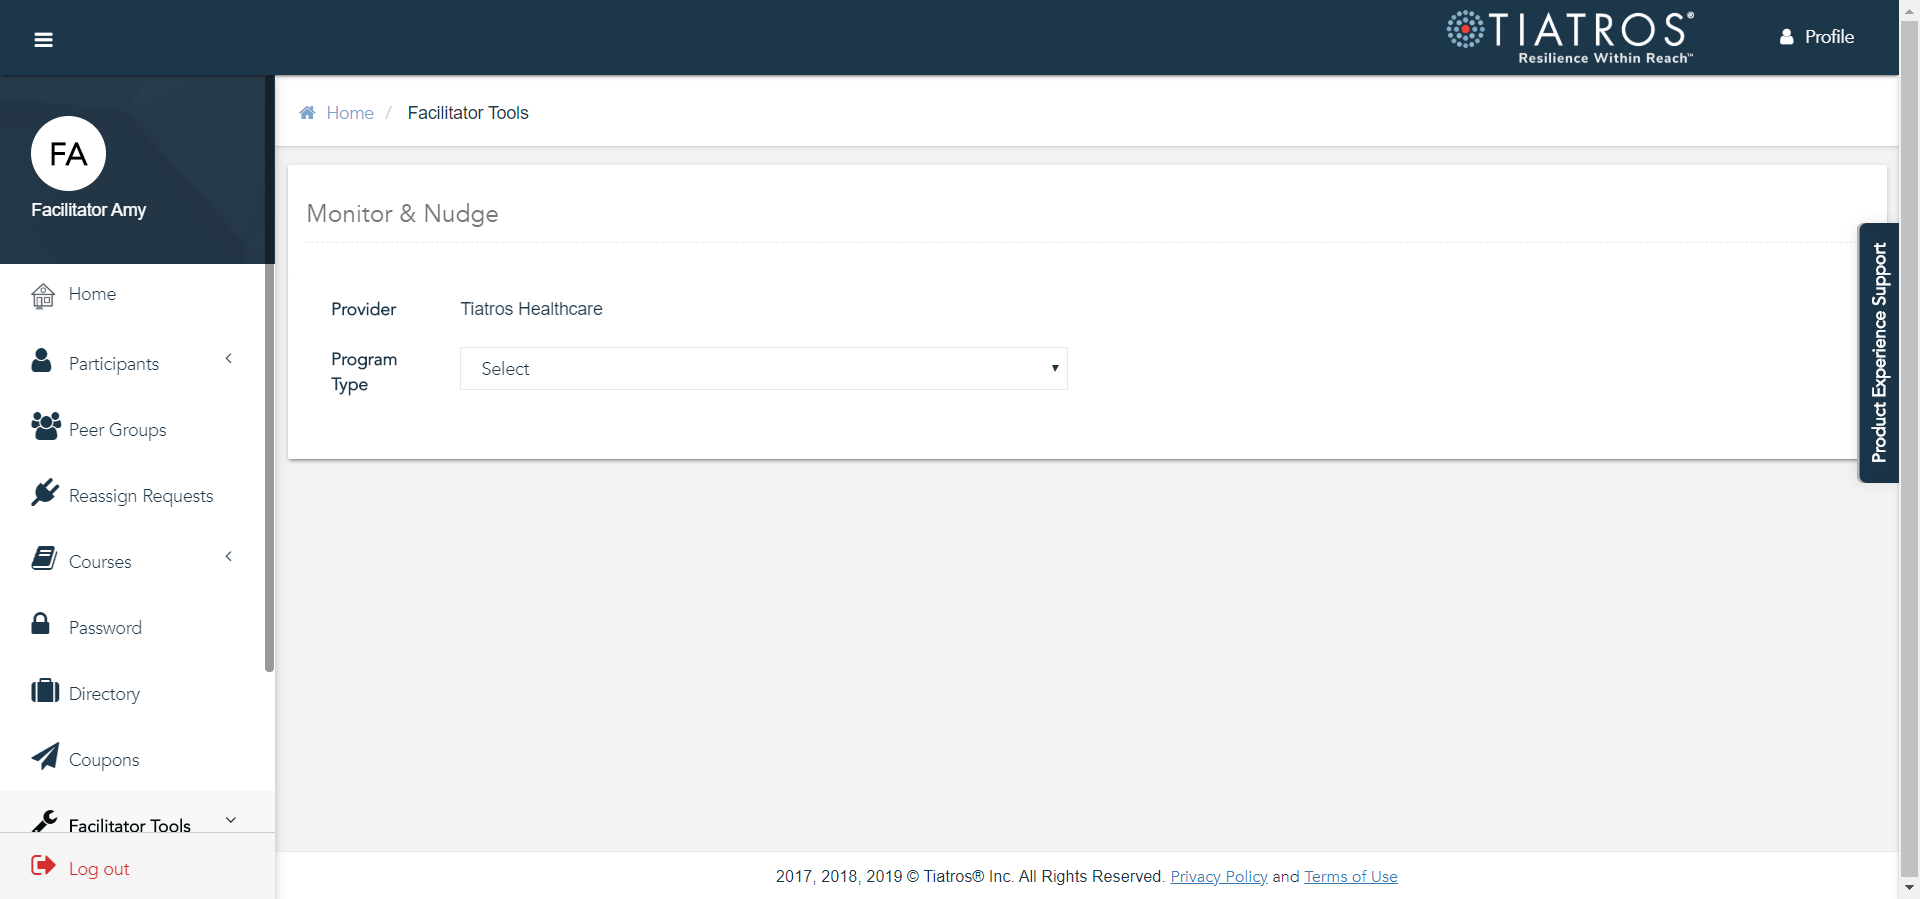 TIATROS®
Resilience Within Reach™
Profile
FA
Facilitator Amy
Home / Facilitator Tools
Monitor & Nudge
Provider Tiatros Healthcare
Program
Type
Select
Product Experience Support
Home
Participants
Peer Groups
Reassign Requests
Courses
Password
Directory
Coupons
Facilitator Tools
Log out
2017, 2018, 2019 © Tiatros® Inc. All Rights Reserved. Privacy Policy and Terms of Use